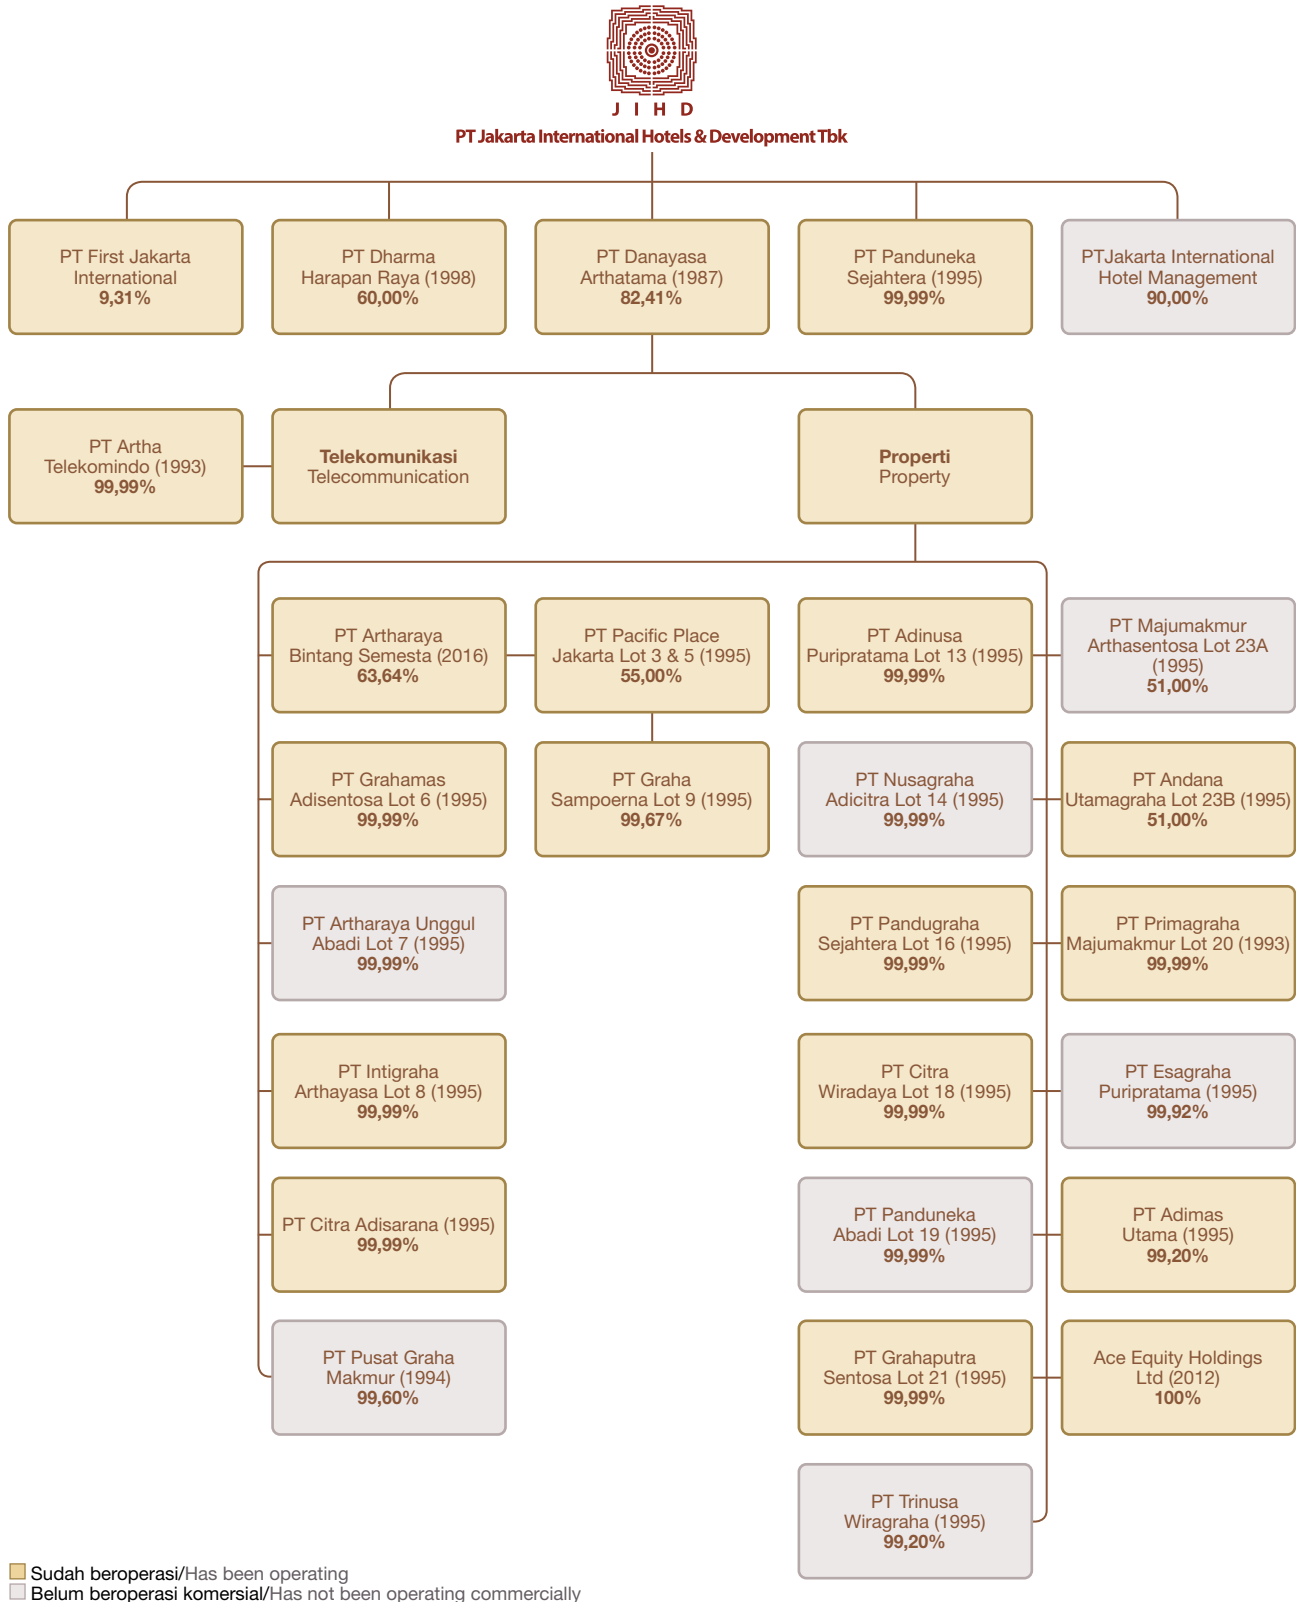 J I H D
PT Jakarta International Hotels & Development Tbk
PT First Jakarta
International
9,31%
PT Dharma
Harapan Raya (1998)
60,00%
PT Danayasa
Arthatama (1987)
82,41%
PT Panduneka
Sejahtera (1995)
99,99%
PTJakarta International
Hotel Management
90,00%
PT Artha
Telekomindo (1993)
99,99%
Telekomunikasi
Telecommunication
Properti
Property
PT Artharaya
Bintang Semesta (2016)
63,64%
PT Pacific Place
Jakarta Lot 3 & 5 (1995)
55,00%
PT Adinusa
Puripratama Lot 13 (1995)
99,99%
PT Majumakmur
Arthasentosa Lot 23A
(1995)
51,00%
PT Grahamas
Adisentosa Lot 6 (1995)
99,99%
PT Graha
Sampoerna Lot 9 (1995)
99,67%
PT Nusagraha
Adicitra Lot 14 (1995)
99,99%
PT Andana
Utamagraha Lot 23B (1995)
51,00%
PT Artharaya Unggul
Abadi Lot 7 (1995)
99,99%
PT Pandugraha
Sejahtera Lot 16 (1995)
99,99%
PT Primagraha
Majumakmur Lot 20 (1993)
99,99%
PT Intigraha
Arthayasa Lot 8 (1995)
99,99%
PT Citra
Wiradaya Lot 18 (1995)
99,99%
PT Esagraha
Puripratama (1995)
99,92%
PT Citra Adisarana (1995)
99,99%
PT Panduneka
Abadi Lot 19 (1995)
99,99%
PT Adimas
Utama (1995)
99,20%
PT Pusat Graha
Makmur (1994)
99,60%
PT Grahaputra
Sentosa Lot 21 (1995)
99,99%
Ace Equity Holdings
Ltd (2012)
100%
PT Trinusa
Wiragraha (1995)
99,20%
Sudah beroperasi/Has been operating
Belum beroperasi komersial/Has not been operating commercially